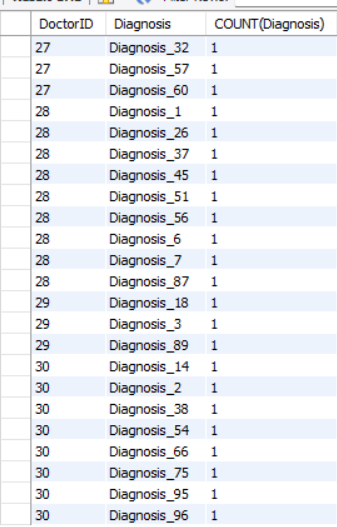 DoctorID Diagnosis COUNT(Diagnosis)
27 Diagnosis_32 1
27 Diagnosis_57 1
27 Diagnosis_60 1
28 Diagnosis_1 1
28 Diagnosis_26 1
28 Diagnosis_37 1
28 Diagnosis_45 1
28 Diagnosis_51 1
28 Diagnosis_56 1
28 Diagnosis_6 1
28 Diagnosis_7 1
28 Diagnosis_87 1
29 Diagnosis_18 1
29 Diagnosis_3 1
29 Diagnosis_89 1
30 Diagnosis_14 1
30 Diagnosis_2 1
30 Diagnosis_38 1
30 Diagnosis_54 1
30 Diagnosis_66 1
30 Diagnosis_75 1
30 Diagnosis_95 1
30 Diagnosis_96 1